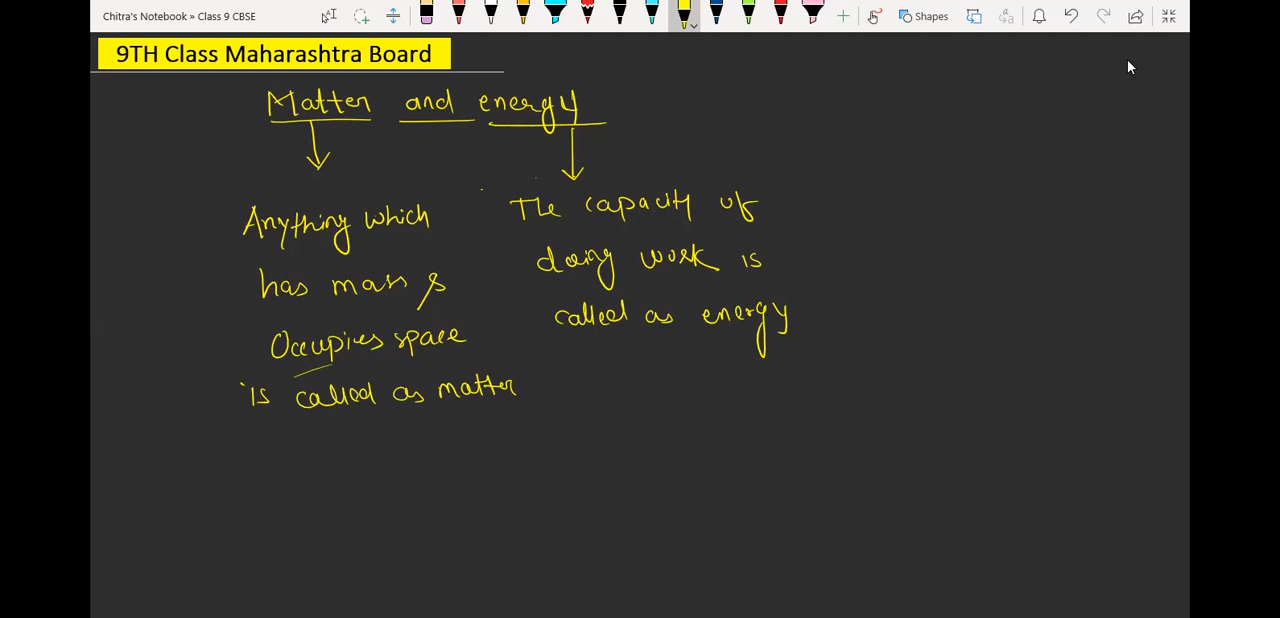 Chitra's Notebook » Class 9 CBSE
Shapes
9TH Class Maharashtra Board
Matter and energy
Anything which
has mass &
Occupies space
is called as matter
The capacity of
doing work is
called as energy